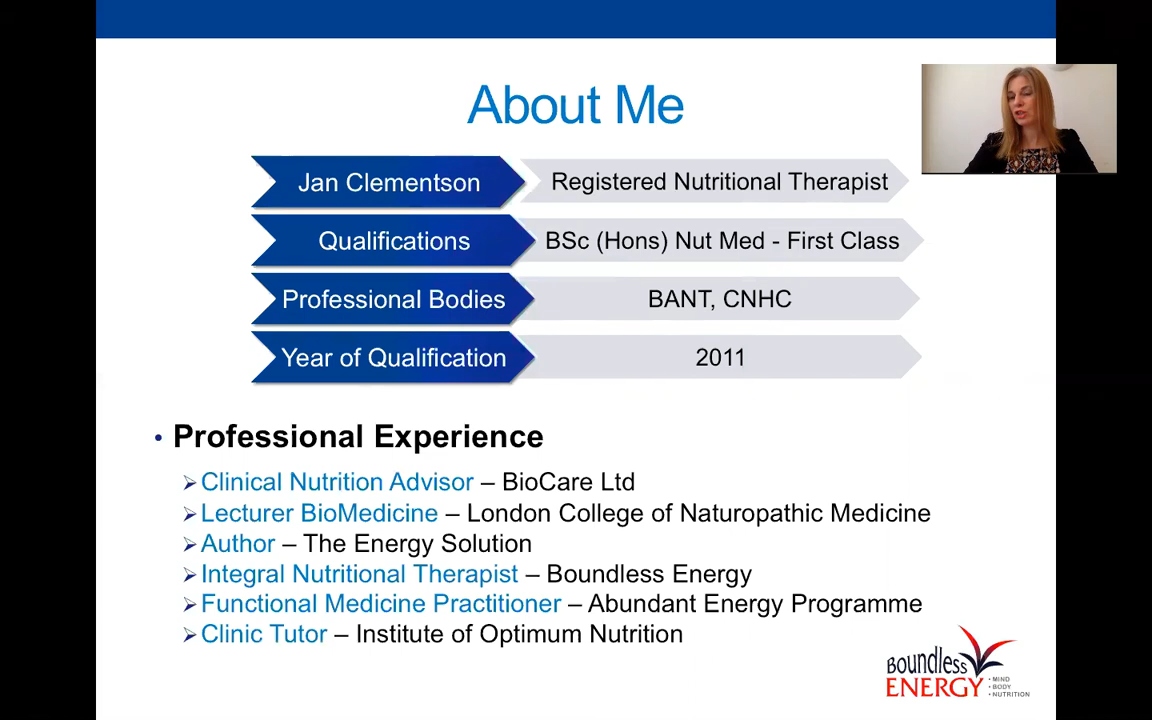 About Me
Jan Clementson
Registered Nutritional Therapist
Qualifications
BSc (Hons) Nut Med - First Class
Professional Bodies
BANT, CNHC
Year of Qualification
2011
• Professional Experience
➢Clinical Nutrition Advisor – BioCare Ltd
➢Lecturer BioMedicine – London College of Naturopathic Medicine
➢Author – The Energy Solution
➢Integral Nutritional Therapist – Boundless Energy
➢Functional Medicine Practitioner – Abundant Energy Programme
➢Clinic Tutor – Institute of Optimum Nutrition
Boundless
ENERGY
• MIND
• BODY
• NUTRITION